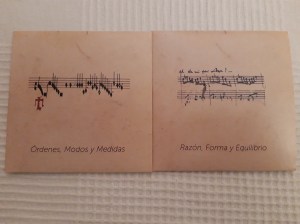 Órdenes, Modos y Medidas
Razón, Forma y Equilibrio